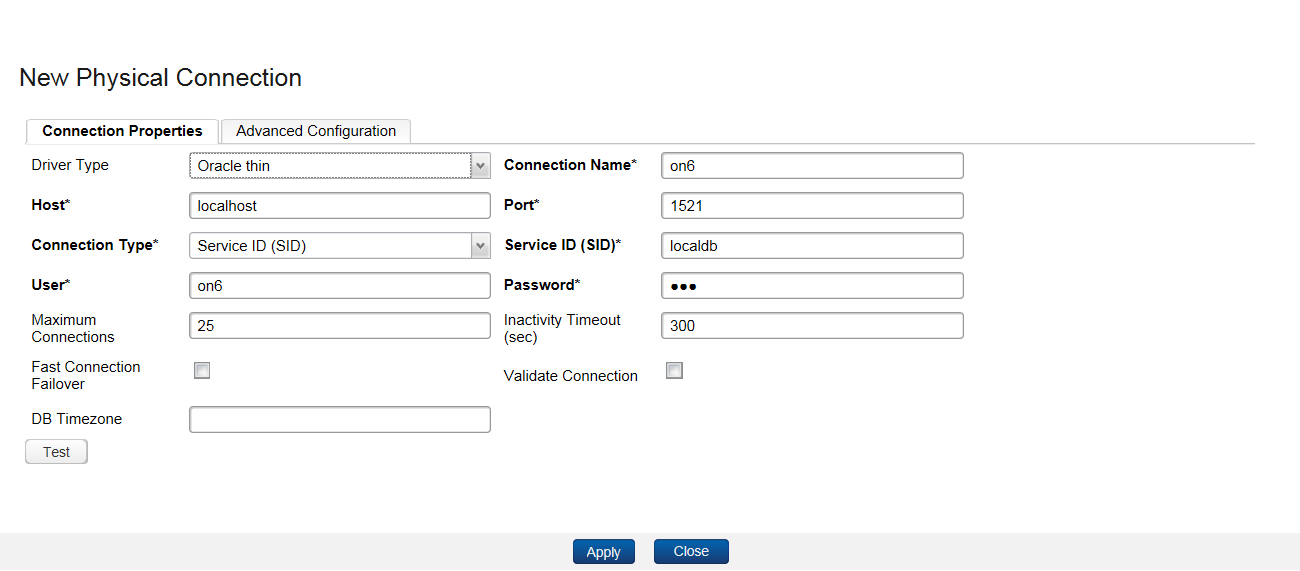 New Physical Connection
Connection Properties Advanced Configuration
Driver Type Oracle thin Connection Name* on6
Host* localhost Port* 1521
Connection Type* Service ID (SID) Service ID (SID)* localdb
User* on6 Password* ●●●
Maximum Connections 25 Inactivity Timeout (sec) 300
Fast Connection Failover Validate Connection
DB Timezone
Test
Apply Close